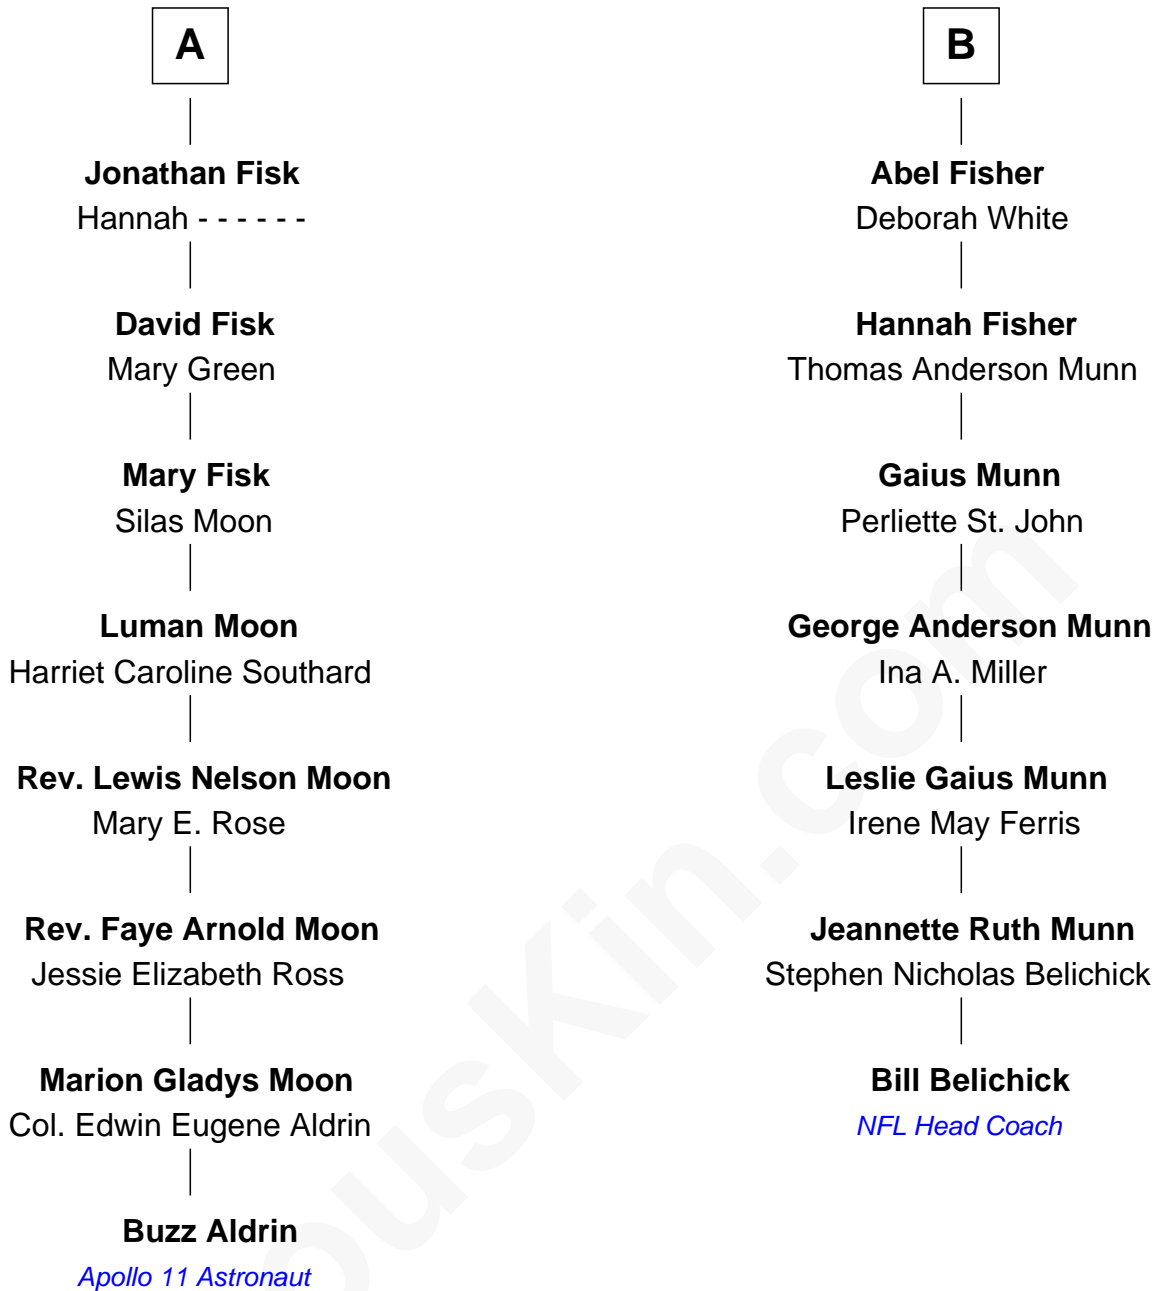 A
Jonathan Fisk
Hannah - - - - - -
David Fisk
Mary Green
Mary Fisk
Silas Moon
Luman Moon
Harriet Caroline Southard
Rev. Lewis Nelson Moon
Mary E. Rose
Rev. Faye Arnold Moon
Jessie Elizabeth Ross
Marion Gladys Moon
Col. Edwin Eugene Aldrin
Buzz Aldrin
Apollo 11 Astronaut
B
Abel Fisher
Deborah White
Hannah Fisher
Thomas Anderson Munn
Gaius Munn
Perliette St. John
George Anderson Munn
Ina A. Miller
Leslie Gaius Munn
Irene May Ferris
Jeannette Ruth Munn
Stephen Nicholas Belichick
Bill Belichick
NFL Head Coach
ousKin.com